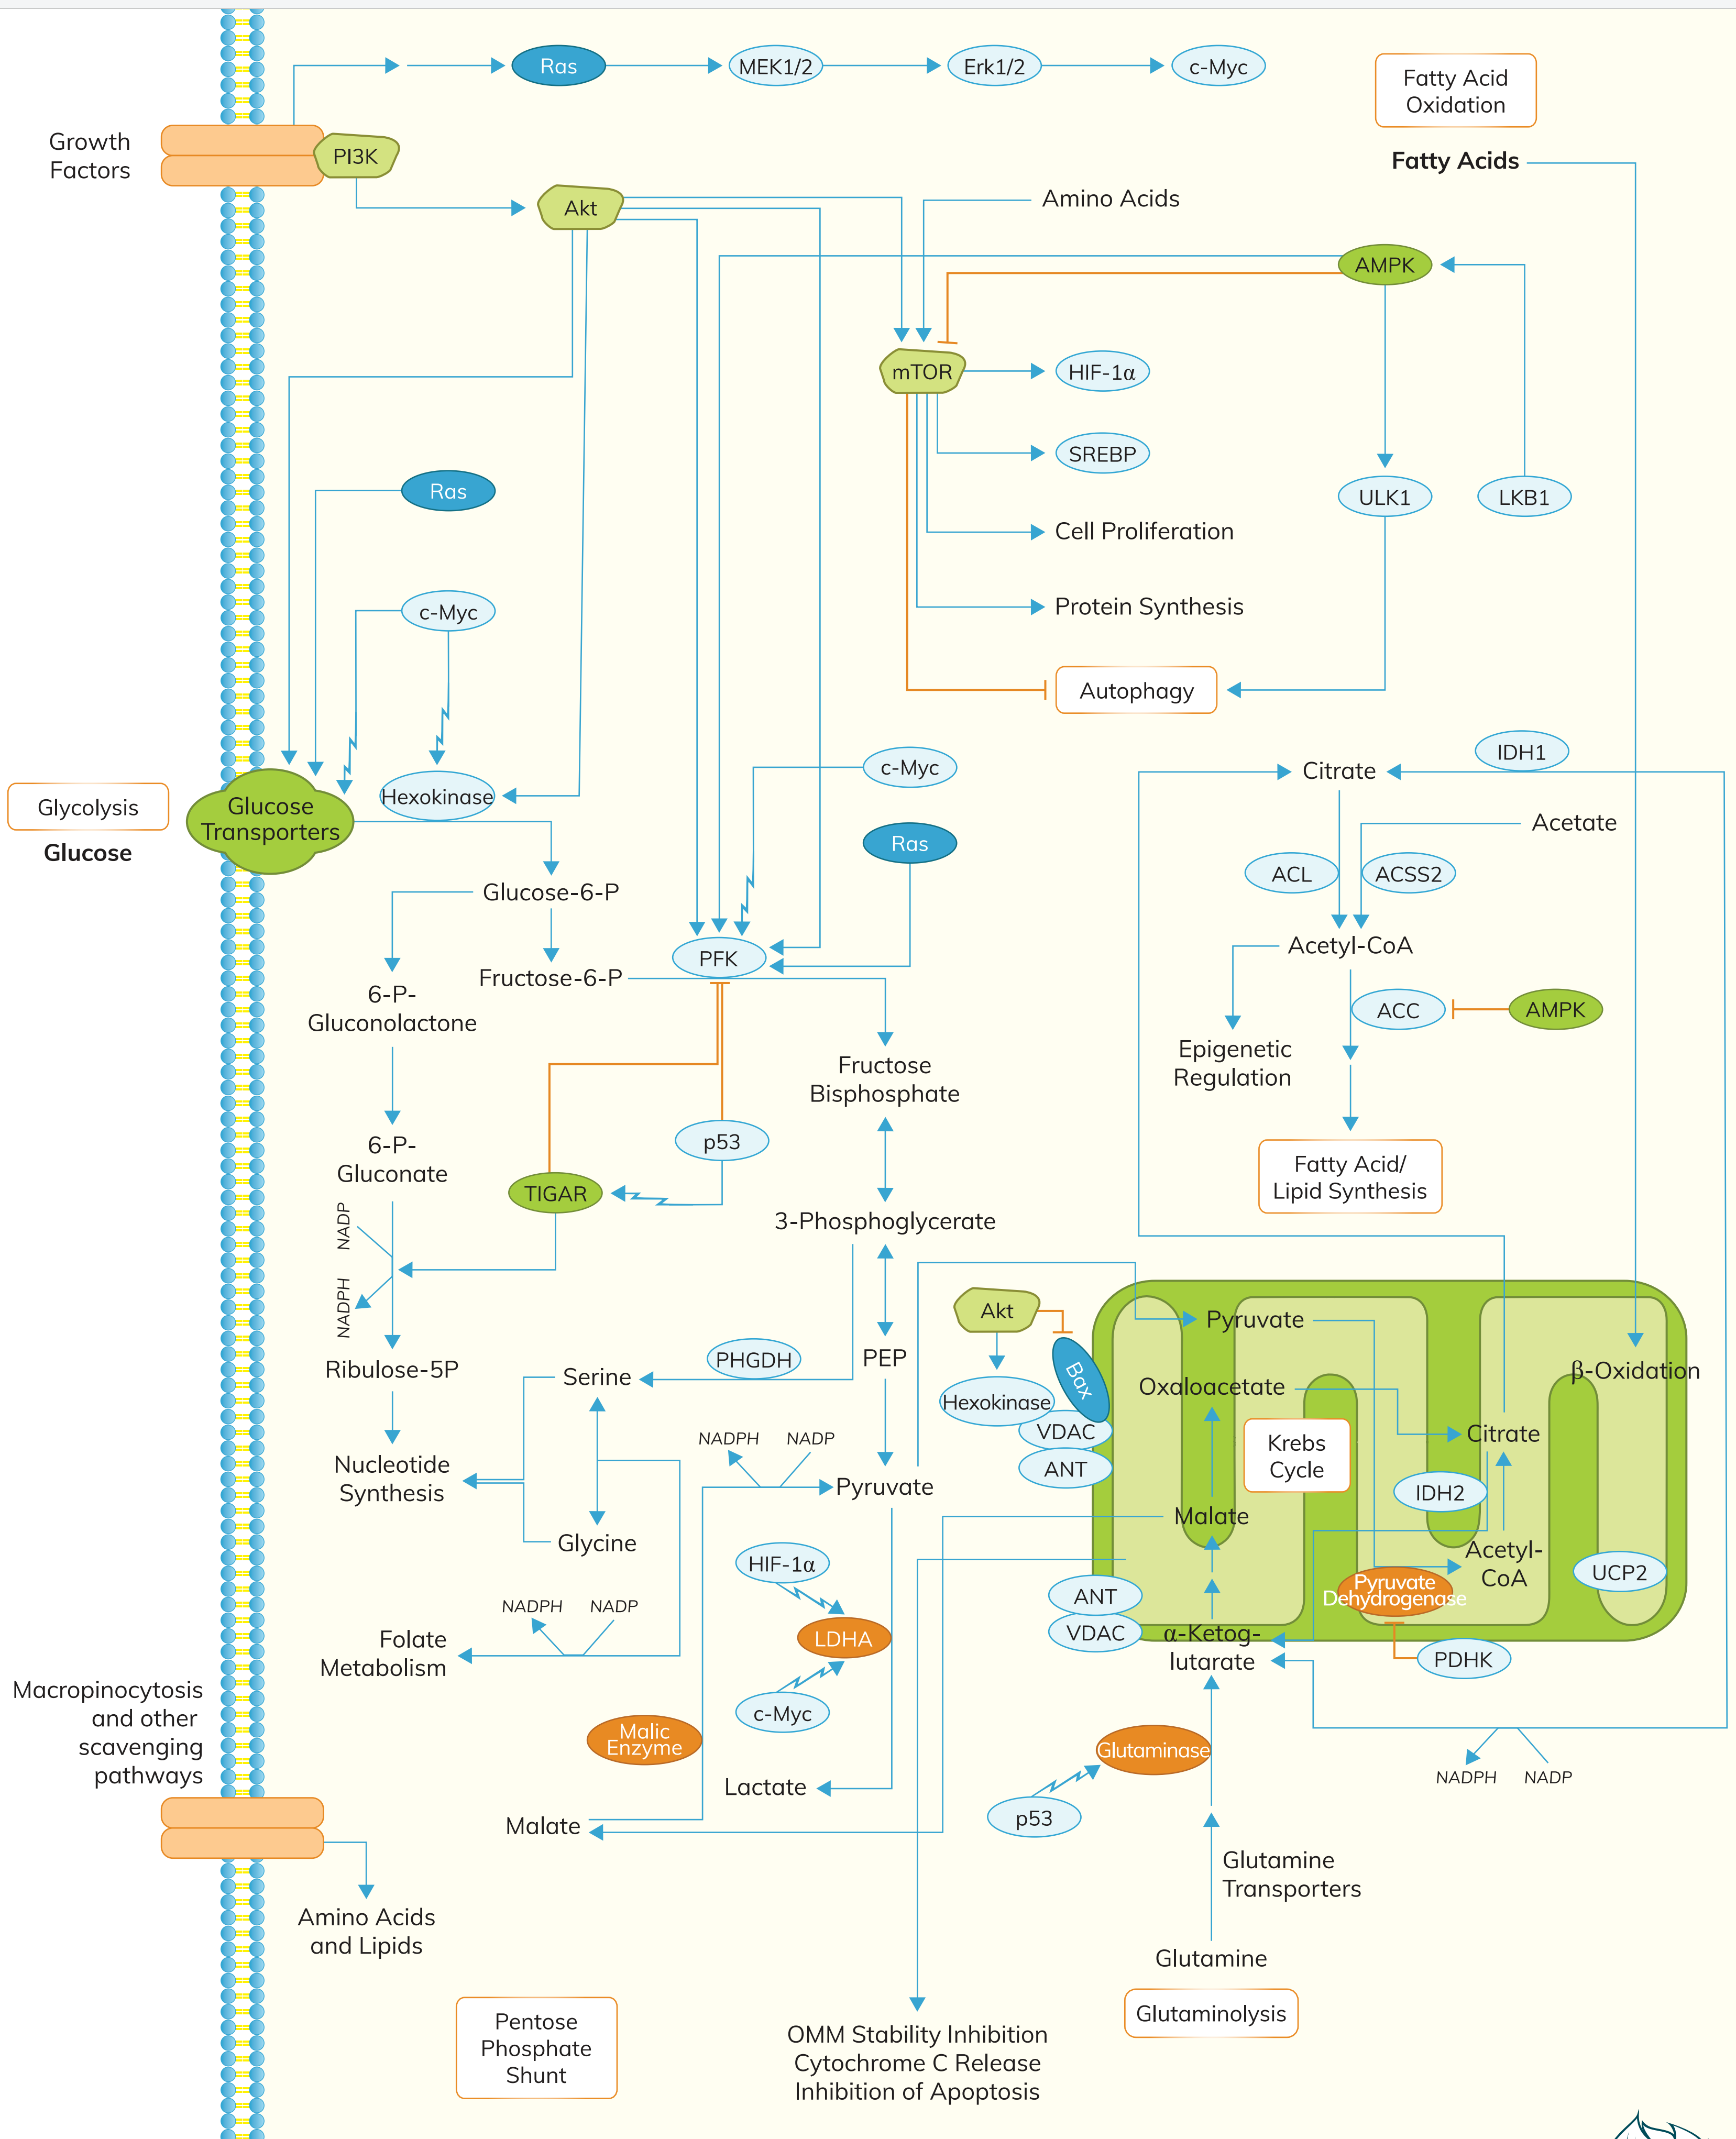 Ras
MEK1/2
Erk1/2
c-Myc
Fatty Acid
Oxidation
Growth
Factors
PI3K
Fatty Acids
Akt
Amino Acids
AMPK
mTOR
HIF-1α
SREBP
Ras
ULK1
LKB1
Cell Proliferation
c-Myc
Protein Synthesis
Autophagy
IDH1
c-Myc
Citrate
Hexokinase
Glycolysis
Glucose
Transporters
Glucose
Acetate
Ras
ACL
ACSS2
Glucose-6-P
Acetyl-CoA
PFK
Fructose-6-P
6-P-
Gluconolactone
ACC
AMPK
Epigenetic
Regulation
Fructose
Bisphosphate
p53
6-P-
Gluconate
Fatty Acid/
Lipid Synthesis
TIGAR
NADP
3-Phosphoglycerate
NADPH
Akt
Pyruvate
PHGDH
PEP
Bax
β-Oxidation
Ribulose-5P
Serine
Oxaloacetate
Hexokinase
VDAC
ANT
Krebs
Cycle
Citrate
NADPH
NADP
Nucleotide
Synthesis
Pyruvate
IDH2
Malate
Glycine
HIF-1α
Acetyl-
CoA
UCP2
Pyruvate
Dehydrogenase
ANT
VDAC
NADPH
NADP
LDHA
Folate
Metabolism
α-Ketog-
lutarate
PDHK
Macropinocytosis
and other
scavenging
pathways
c-Myc
Malic
Enzyme
Glutaminase
NADPH
NADP
Lactate
p53
Malate
Glutamine
Transporters
Amino Acids
and Lipids
Glutamine
Glutaminolysis
Pentose
Phosphate
Shunt
OMM Stability Inhibition
Cytochrome C Release
Inhibition of Apoptosis